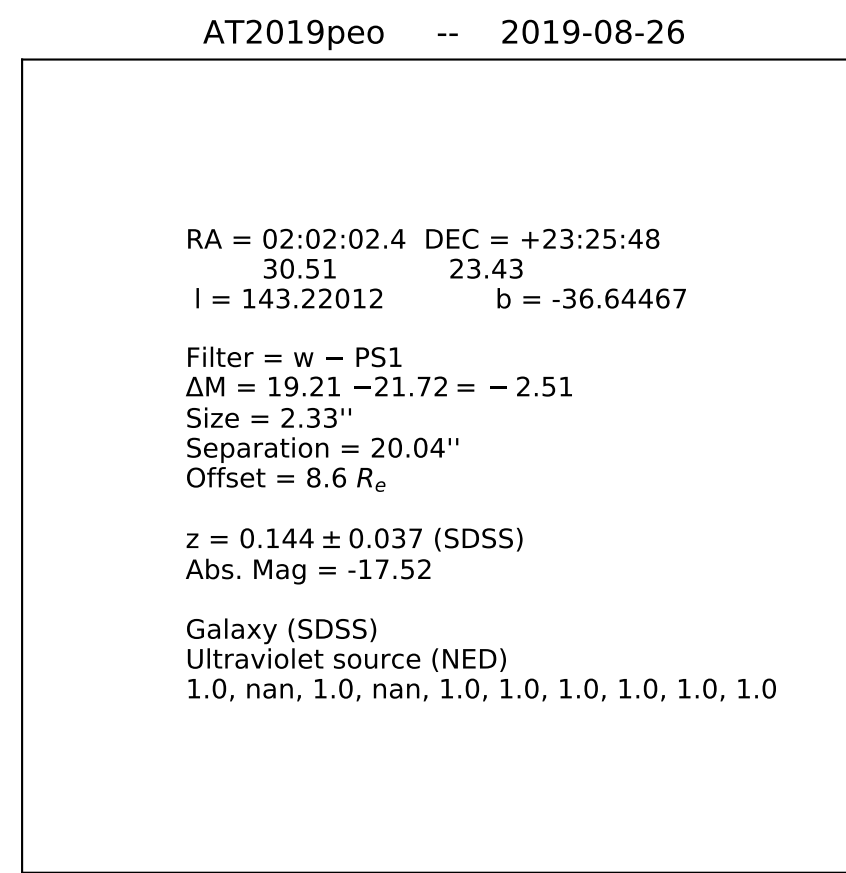 AT2019peo -- 2019-08-26
RA = 02:02:02.4 DEC = +23:25:48
30.51 23.43
l = 143.22012 b = -36.64467
Filter = w − PS1
ΔM = 19.21 −21.72 = − 2.51
Size = 2.33''
Separation = 20.04''
Offset = 8.6 Re
z = 0.144 ± 0.037 (SDSS)
Abs. Mag = -17.52
Galaxy (SDSS)
Ultraviolet source (NED)
1.0, nan, 1.0, nan, 1.0, 1.0, 1.0, 1.0, 1.0, 1.0